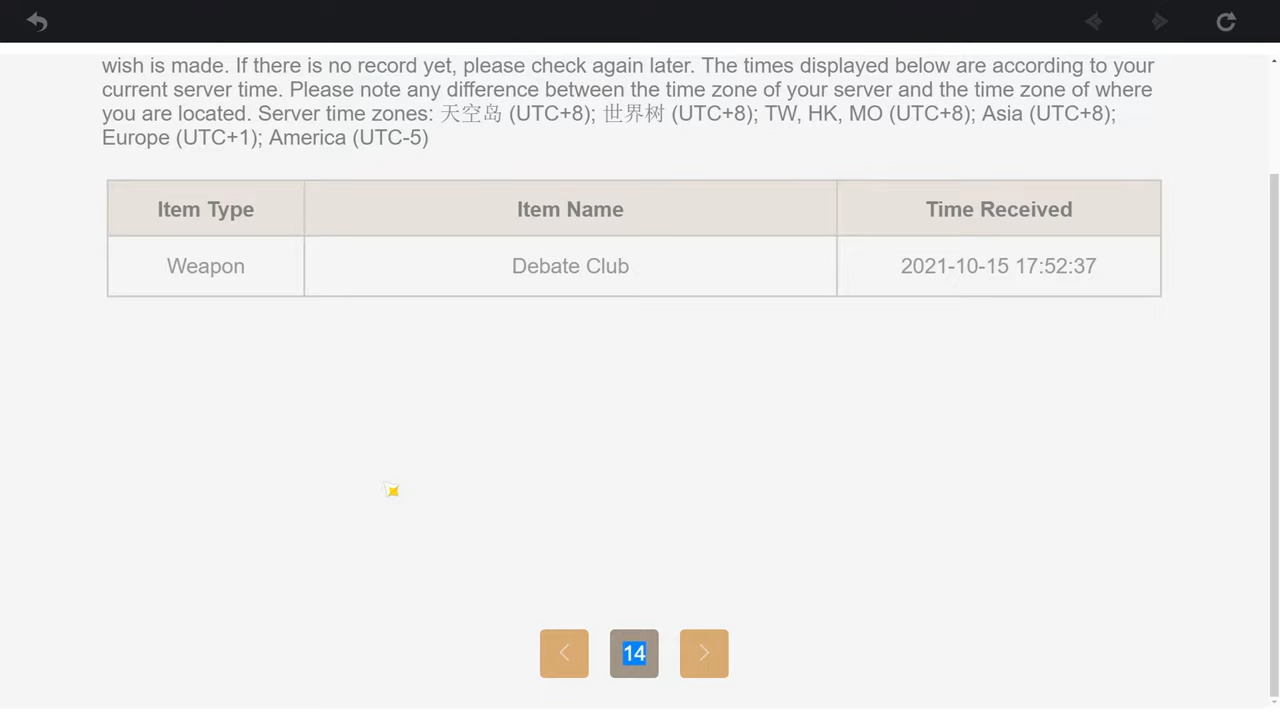 wish is made. If there is no record yet, please check again later. The times displayed below are according to your
current server time. Please note any difference between the time zone of your server and the time zone of where
you are located. Server time zones: 天空岛 (UTC+8); 世界树 (UTC+8); TW, HK, MO (UTC+8); Asia (UTC+8);
Europe (UTC+1); America (UTC-5)
Item Type Item Name Time Received
Weapon Debate Club 2021-10-15 17:52:37
14